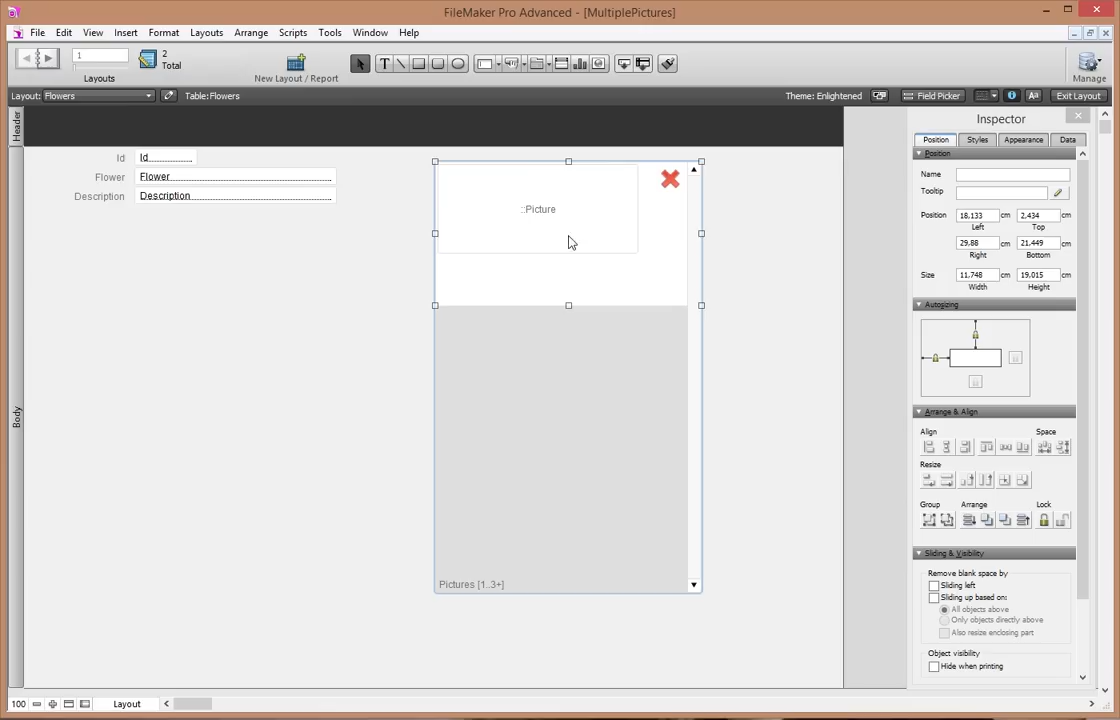 FileMaker Pro Advanced - [MultiplePictures]
File Edit View Insert Format Layouts Arrange Scripts Tools Window Help
1
2
Total
Layouts
New Layout / Report
T
Manage
Layout: Flowers
Table:Flowers
Theme: Enlightened
Field Picker
Aa
Exit Layout
Header
Body
Id
Id
Flower
Flower
Description
Description
::Picture
Pictures [1..3+]
Inspector
Position Styles Appearance Data
Position
Name
Tooltip
Position 18,133 cm 2,434 cm
Left Top
29,88 cm 21,449 cm
Right Bottom
Size 11,748 cm 19,015 cm
Width Height
Autosizing
Arrange & Align
Align Space
Resize
Group Arrange Lock
Sliding & Visibility
Remove blank space by
Sliding left
Sliding up based on:
All objects above
Only objects directly above
Also resize enclosing part
Object visibility
Hide when printing
100
Layout